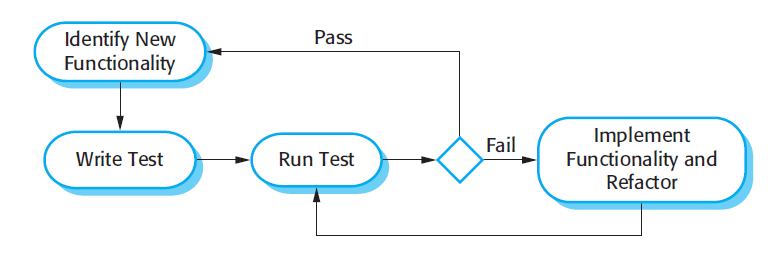 Identify New
Functionality
Pass
Write Test
Run Test
Fail
Implement
Functionality and
Refactor